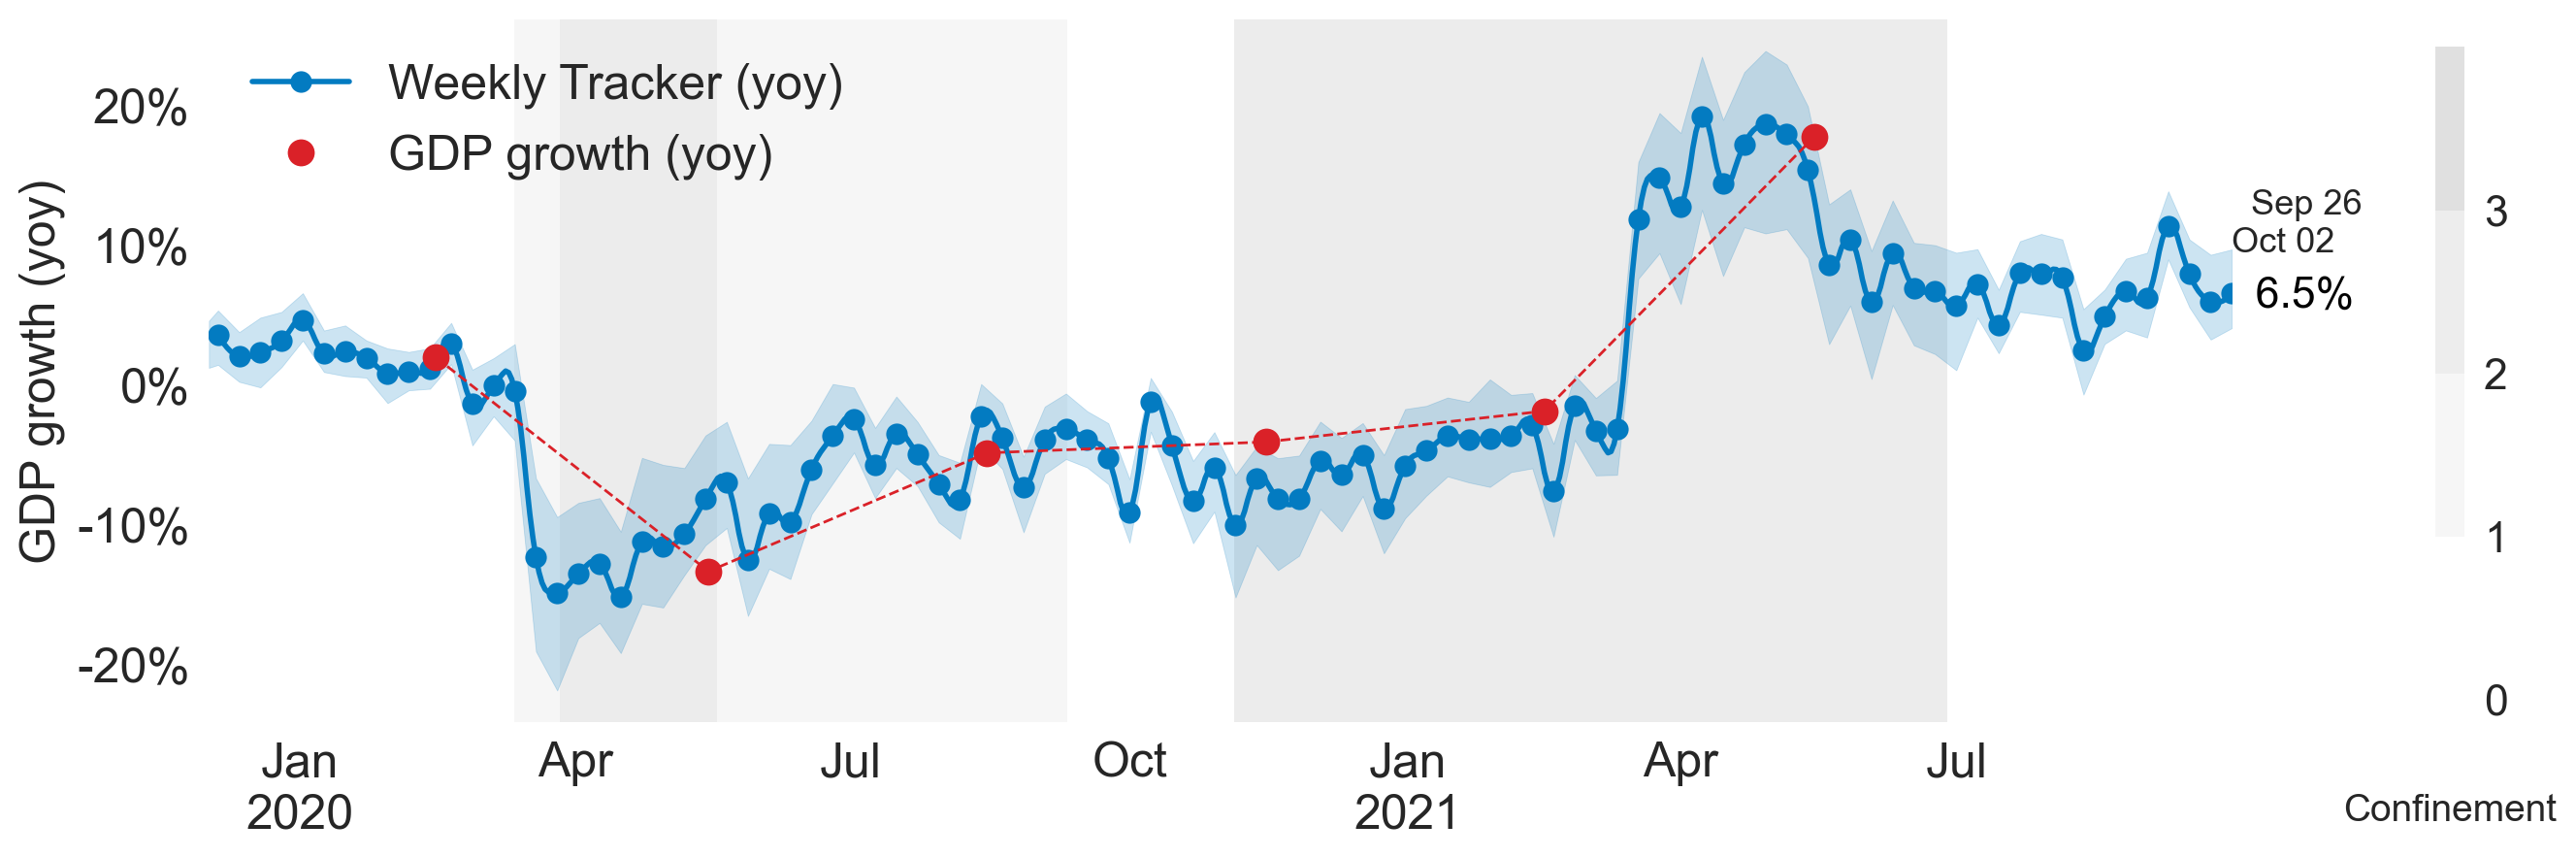 Weekly Tracker (yoy)
GDP growth (yoy)
GDP growth (yoy)
20%
10%
0%
-10%
-20%
Jan
2020
Apr
Jul
Oct
Jan
2021
Apr
Jul
Sep 26
Oct 02
6.5%
3
2
1
0
Confinement